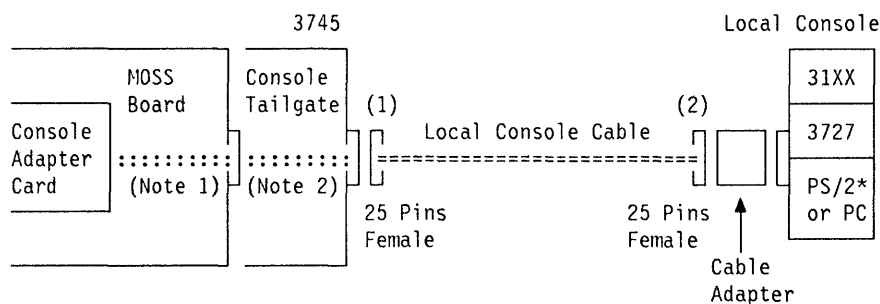 3745
Local Console
MOSS Board
Console Tailgate
(1)
(2)
31XX
Console Adapter Card
Local Console Cable
3727
(Note 1)
(Note 2)
PS/2*
or PC
25 Pins
Female
25 Pins
Female
Cable
Adapter